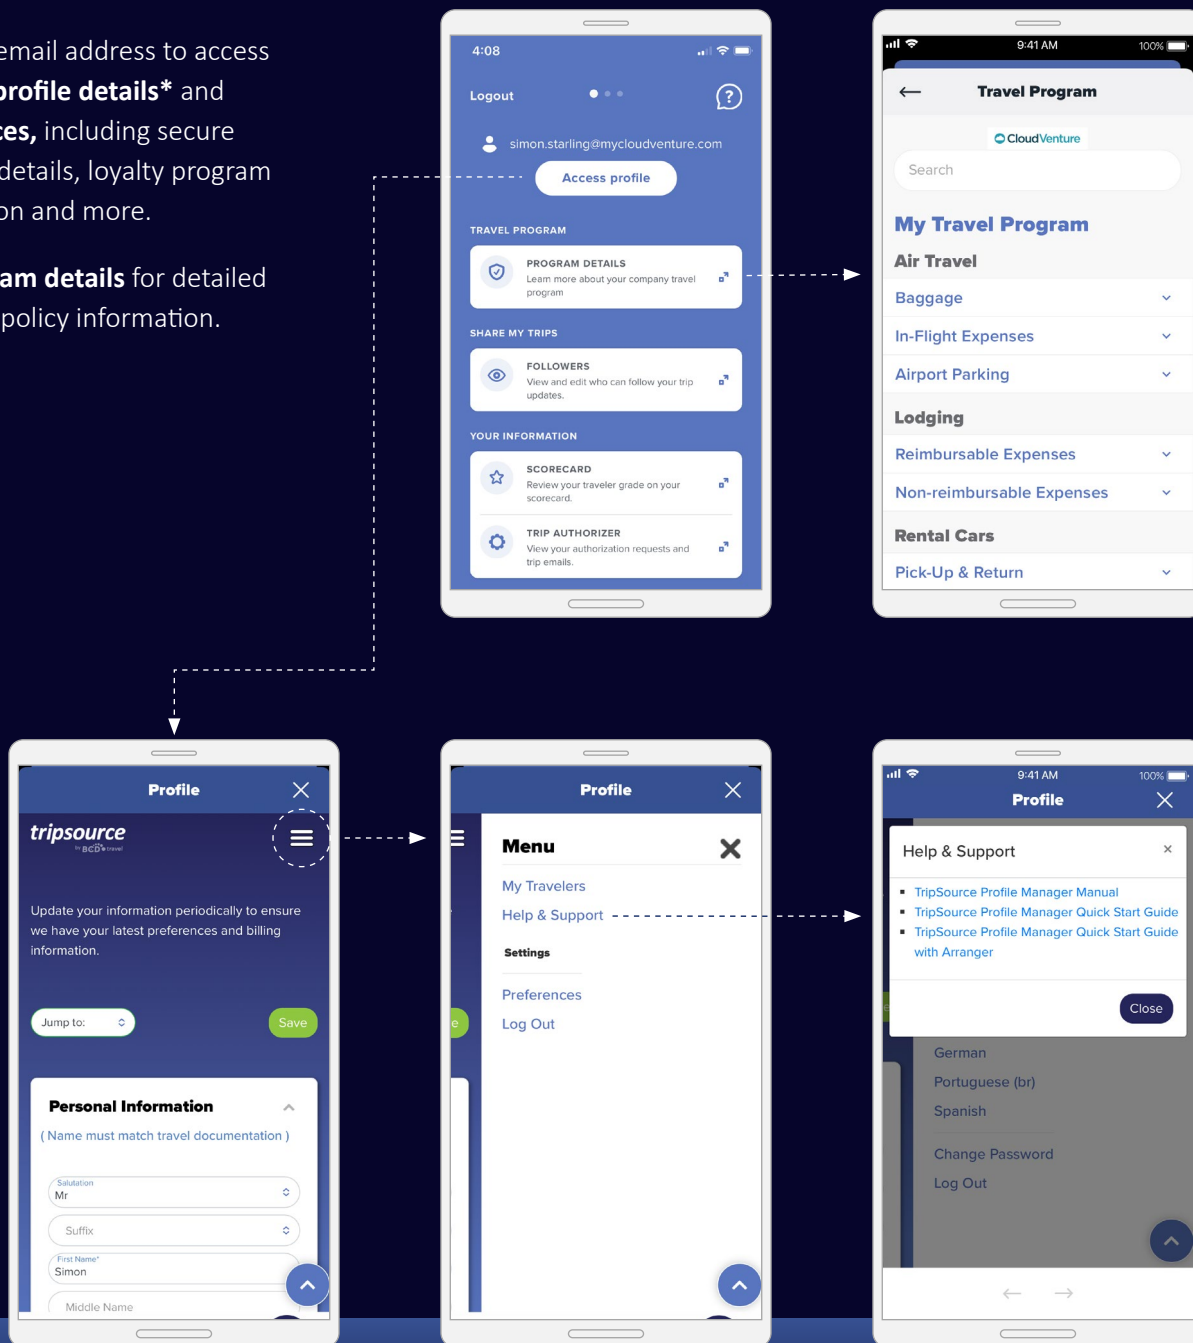 email address to access
profile details* and
ces, including secure
details, loyalty program
on and more.
am details for detailed
policy information.
4:08
Logout
?
simon.starling@mycloudventure.com
Access profile
TRAVEL PROGRAM
PROGRAM DETAILS
Learn more about your company travel
program
SHARE MY TRIPS
FOLLOWERS
View and edit who can follow your trip
updates.
YOUR INFORMATION
SCORECARD
Review your traveler grade on your
scorecard.
TRIP AUTHORIZER
View your authorization requests and
trip emails.
9:41 AM 100%
Travel Program
CloudVenture
Search
My Travel Program
Air Travel
Baggage
In-Flight Expenses
Airport Parking
Lodging
Reimbursable Expenses
Non-reimbursable Expenses
Rental Cars
Pick-Up & Return
Profile
tripsource
by BCD travel
Update your information periodically to ensure
we have your latest preferences and billing
information.
Jump to:
Save
Personal Information
( Name must match travel documentation )
Salutation
Mr
Suffix
First Name*
Simon
Middle Name
Profile
e
Menu
My Travelers
Help & Support
Settings
Preferences
Log Out
9:41 AM 100%
Profile
Help & Support ×
TripSource Profile Manager Manual
TripSource Profile Manager Quick Start Guide
TripSource Profile Manager Quick Start Guide
with Arranger
Close
German
Portuguese (br)
Spanish
Change Password
Log Out